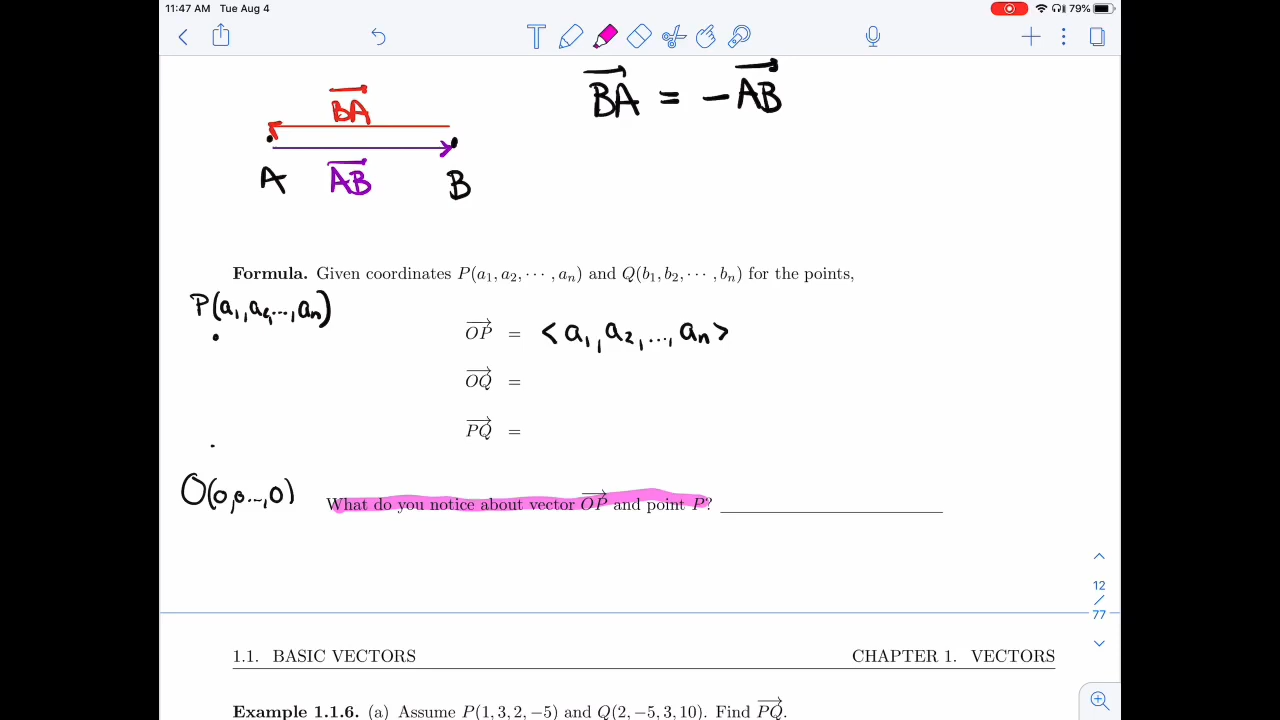 11:47 AM Tue Aug 4
79%
BA = −AB
BA
AB
A
B
Formula. Given coordinates P(a₁, a₂, ··· , aₙ) and Q(b₁, b₂, ··· , bₙ) for the points,
P(a₁, a₂, ..., aₙ)
OP = <a₁, a₂, ..., aₙ>
OQ =
PQ =
O(0,0...,0)
What do you notice about vector OP and point P?
12
/
77
1.1. BASIC VECTORS CHAPTER 1. VECTORS
Example 1.1.6. (a) Assume P(1, 3, 2, −5) and Q(2, −5, 3, 10). Find PQ.